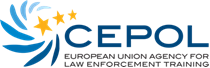 CEPOL
EUROPEAN UNION AGENCY FOR
LAW ENFORCEMENT TRAINING